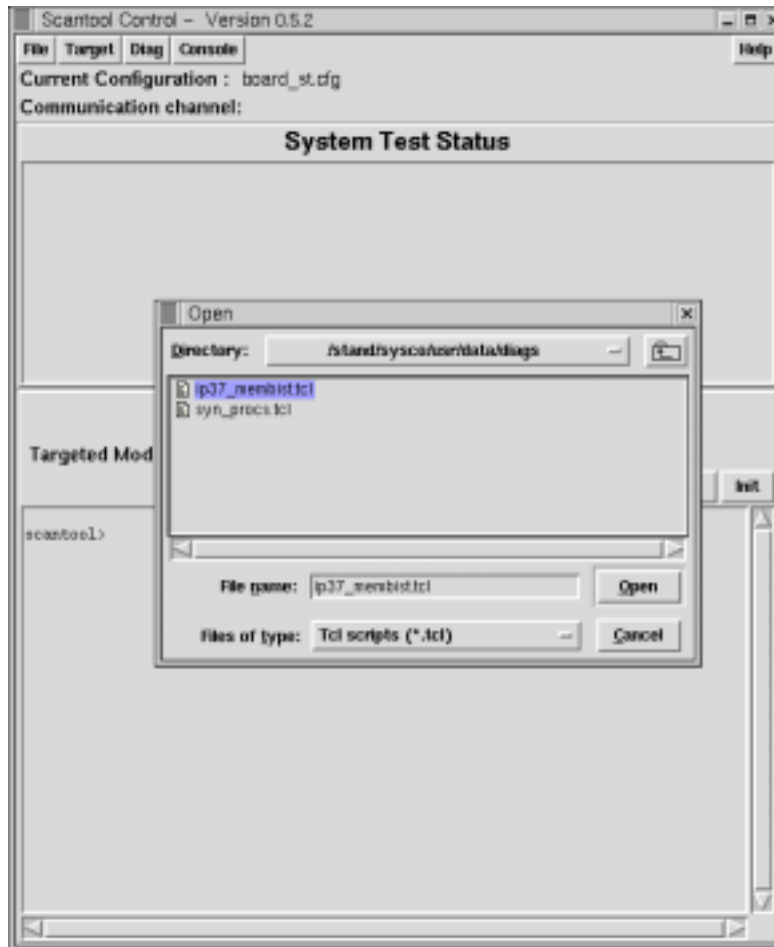 Scantool Control – Version 0.5.2
File Target Diag Console Help
Current Configuration : board_st.cfg
Communication channel:
System Test Status
Open
Directory: /stand/sysco/usr/data/diags
ip37_membist.tcl
syn_procs.tcl
Targeted Mod
Init
scantool>
File name: ip37_membist.tcl Open
Files of type: Tcl scripts (*.tcl) Cancel